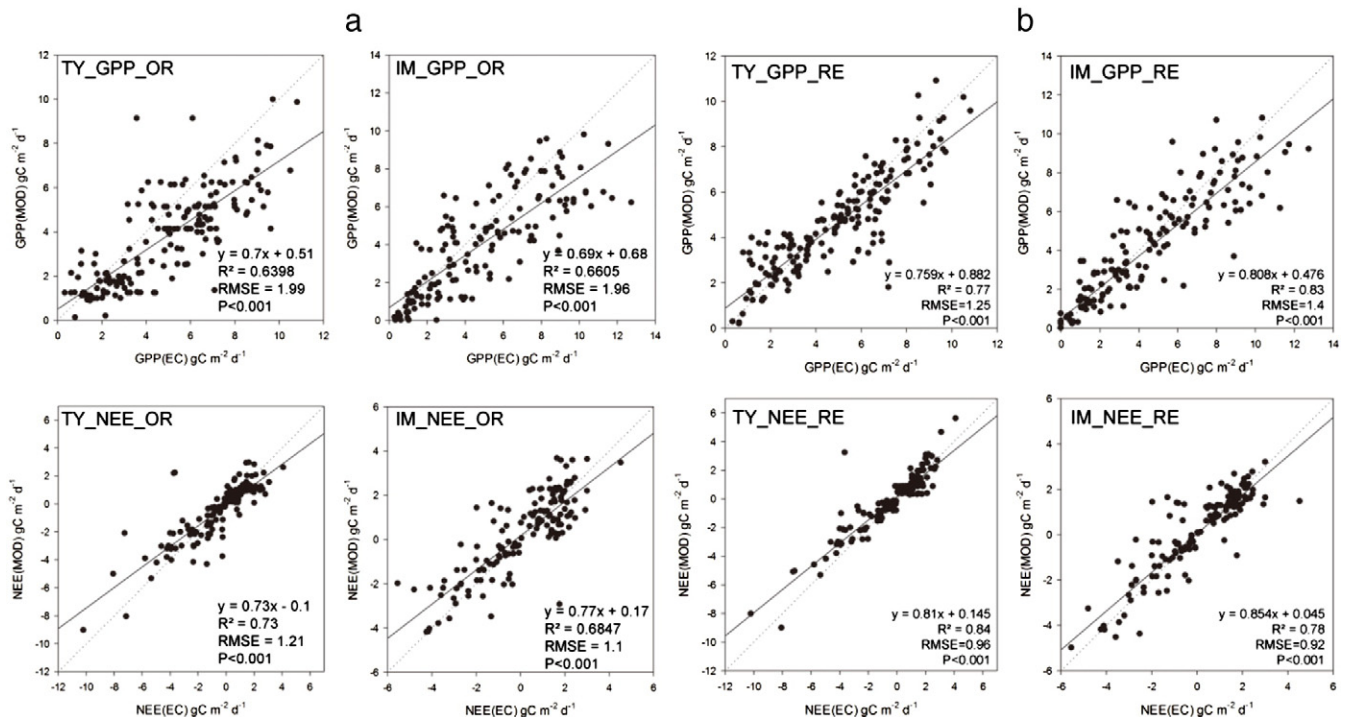 a
b
TY_GPP_OR
12
10
8
6
4
2
0
GPP(MOD) gC m⁻² d⁻¹
y = 0.7x + 0.51
R² = 0.6398
RMSE = 1.99
P<0.001
0 2 4 6 8 10 12
GPP(EC) gC m⁻² d⁻¹
IM_GPP_OR
14
12
10
8
6
4
2
0
GPP(MOD) gC m⁻² d⁻¹
y = 0.69x + 0.68
R² = 0.6605
RMSE = 1.96
P<0.001
0 2 4 6 8 10 12 14
GPP(EC) gC m⁻² d⁻¹
TY_GPP_RE
12
10
8
6
4
2
0
GPP(MOD) gC m⁻² d⁻¹
y = 0.759x + 0.882
R² = 0.77
RMSE=1.25
P<0.001
0 2 4 6 8 10 12
GPP(EC) gC m⁻² d⁻¹
IM_GPP_RE
14
12
10
8
6
4
2
0
GPP(MOD) gC m⁻² d⁻¹
y = 0.808x + 0.476
R² = 0.83
RMSE=1.4
P<0.001
0 2 4 6 8 10 12 14
GPP(EC) gC m⁻² d⁻¹
TY_NEE_OR
6
4
2
0
-2
-4
-6
-8
-10
-12
NEE(MOD) gC m⁻² d⁻¹
y = 0.73x - 0.1
R² = 0.73
RMSE = 1.21
P<0.001
-12 -10 -8 -6 -4 -2 0 2 4 6
NEE(EC) gC m⁻² d⁻¹
IM_NEE_OR
6
4
2
0
-2
-4
-6
NEE(MOD) gC m⁻² d⁻¹
y = 0.77x + 0.17
R² = 0.6847
RMSE = 1.1
P<0.001
-6 -4 -2 0 2 4 6
NEE(EC) gC m⁻² d⁻¹
TY_NEE_RE
6
4
2
0
-2
-4
-6
-8
-10
-12
NEE(MOD) gC m⁻² d⁻¹
y = 0.81x + 0.145
R² = 0.84
RMSE=0.96
P<0.001
-12 -10 -8 -6 -4 -2 0 2 4 6
NEE(EC) gC m⁻² d⁻¹
IM_NEE_RE
6
4
2
0
-2
-4
-6
NEE(MOD) gC m⁻² d⁻¹
y = 0.854x + 0.045
R² = 0.78
RMSE=0.92
P<0.001
-6 -4 -2 0 2 4 6
NEE(EC) gC m⁻² d⁻¹